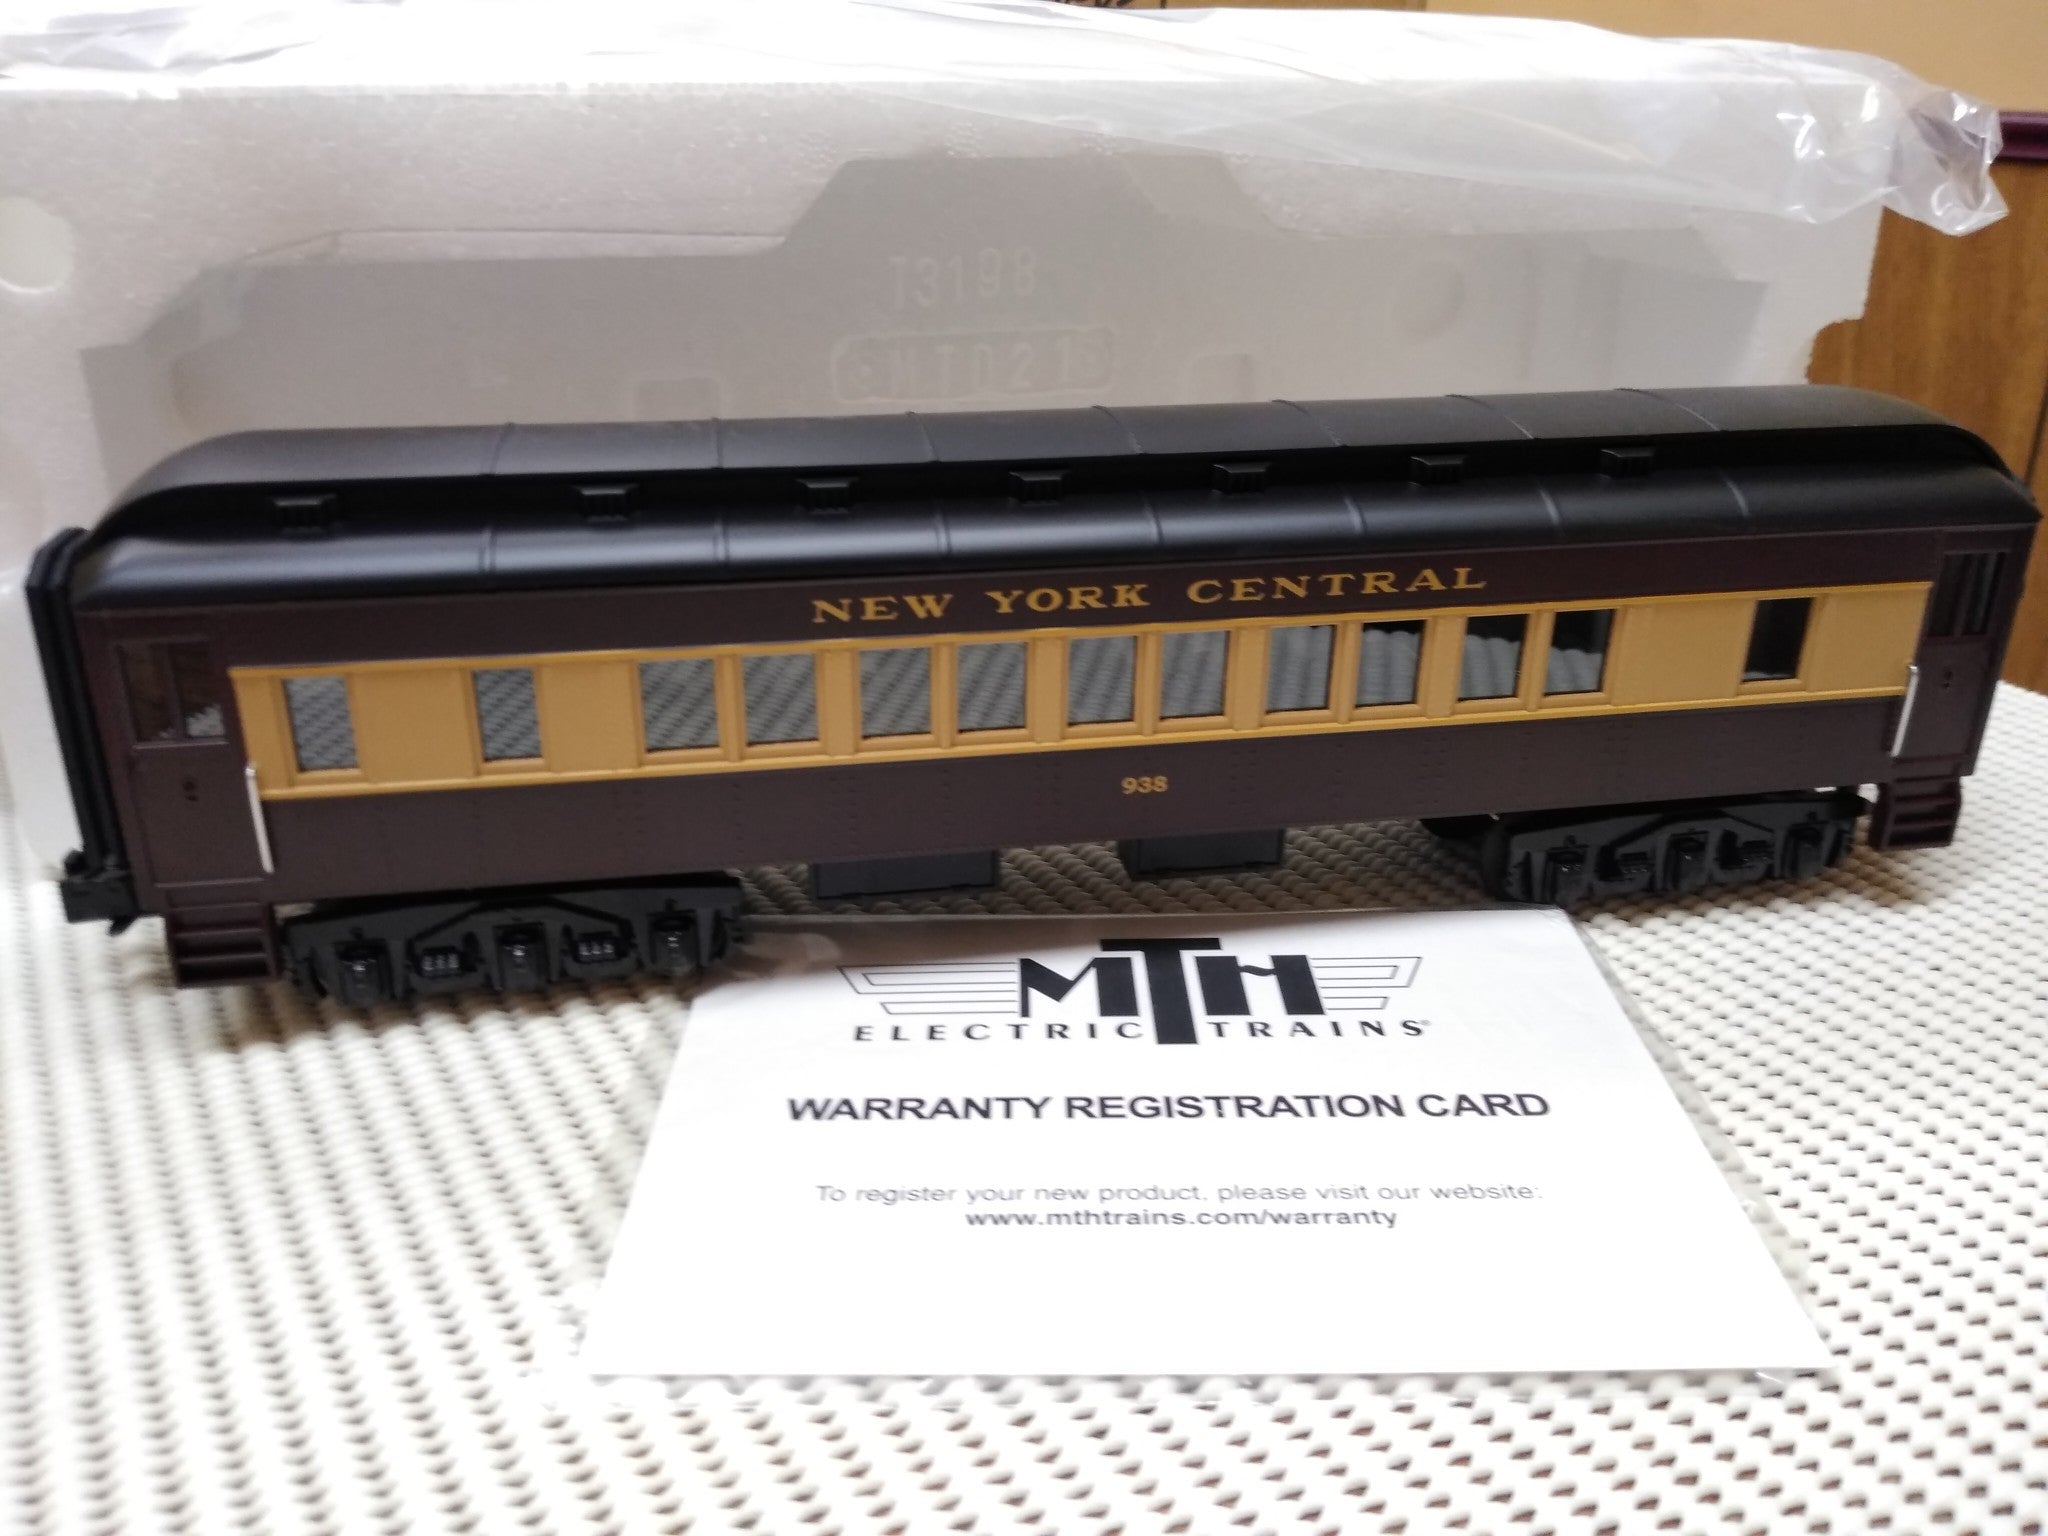 T3198
NEW YORK CENTRAL
938
MTH
ELECTRIC TRAINS®
WARRANTY REGISTRATION CARD
To register your new product, please visit our website:
www.mthtrains.com/warranty